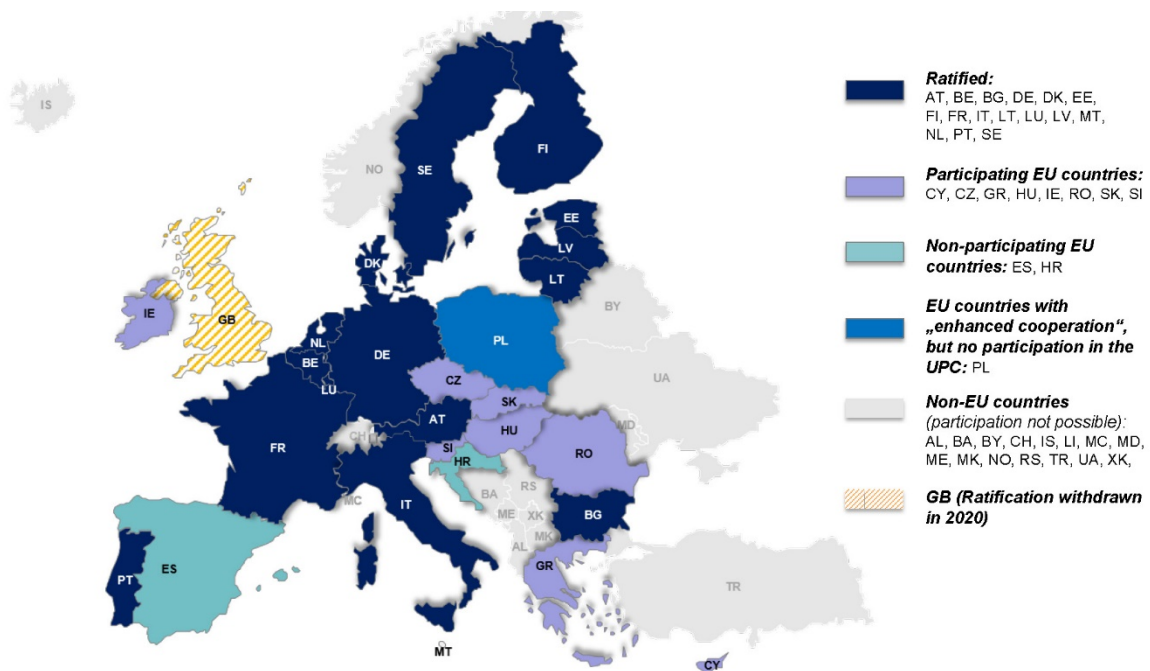 IS
NO
SE
FI
EE
LV
LT
DK
IE
GB
NL
BE
LU
DE
PL
BY
UA
CZ
SK
AT
HU
MD
FR
CH
SI
HR
RO
MC
IT
BA
RS
ME
XK
MK
AL
BG
GR
PT
ES
TR
MT
CY
Ratified:
AT, BE, BG, DE, DK, EE,
FI, FR, IT, LT, LU, LV, MT,
NL, PT, SE
Participating EU countries:
CY, CZ, GR, HU, IE, RO, SK, SI
Non-participating EU
countries: ES, HR
EU countries with
„enhanced cooperation“,
but no participation in the
UPC: PL
Non-EU countries
(participation not possible):
AL, BA, BY, CH, IS, LI, MC, MD,
ME, MK, NO, RS, TR, UA, XK,
GB (Ratification withdrawn
in 2020)